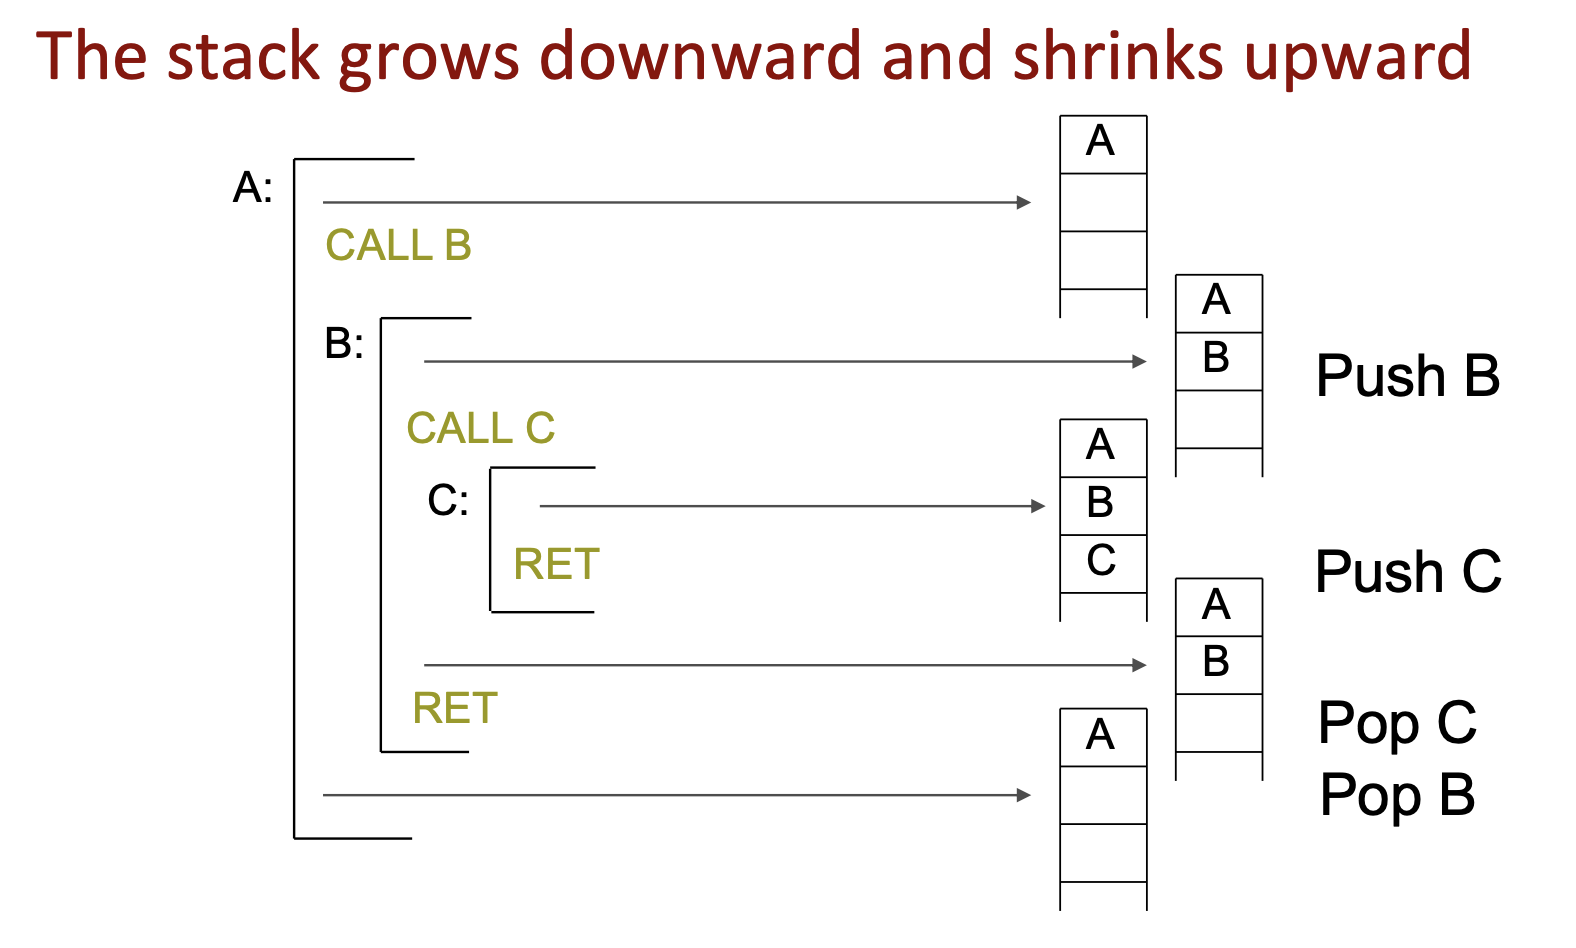 The stack grows downward and shrinks upward
A
A:
CALL B
A
B:
B
Push B
CALL C
A
C:
B
RET
C
Push C
A
B
RET
Pop C
A
Pop B